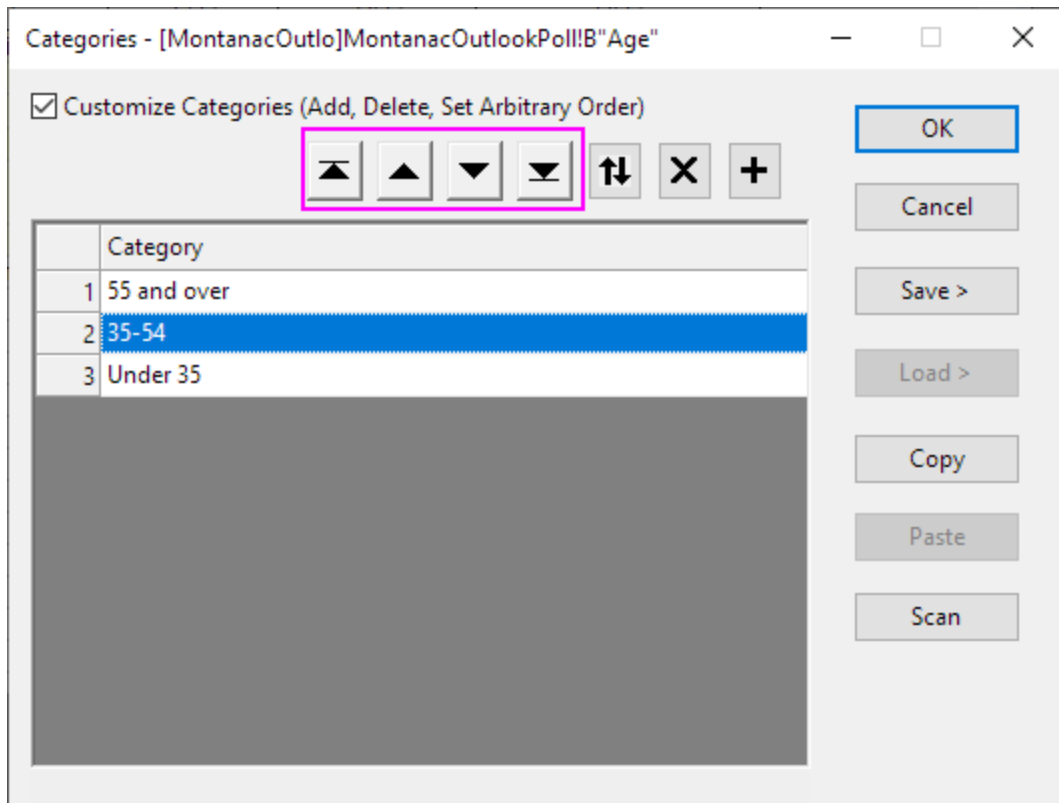 Categories - [MontanacOutlo]MontanacOutlookPoll!B"Age"
Customize Categories (Add, Delete, Set Arbitrary Order)
OK
Cancel
Save >
Load >
Copy
Paste
Scan
Category
1 55 and over
2 35-54
3 Under 35